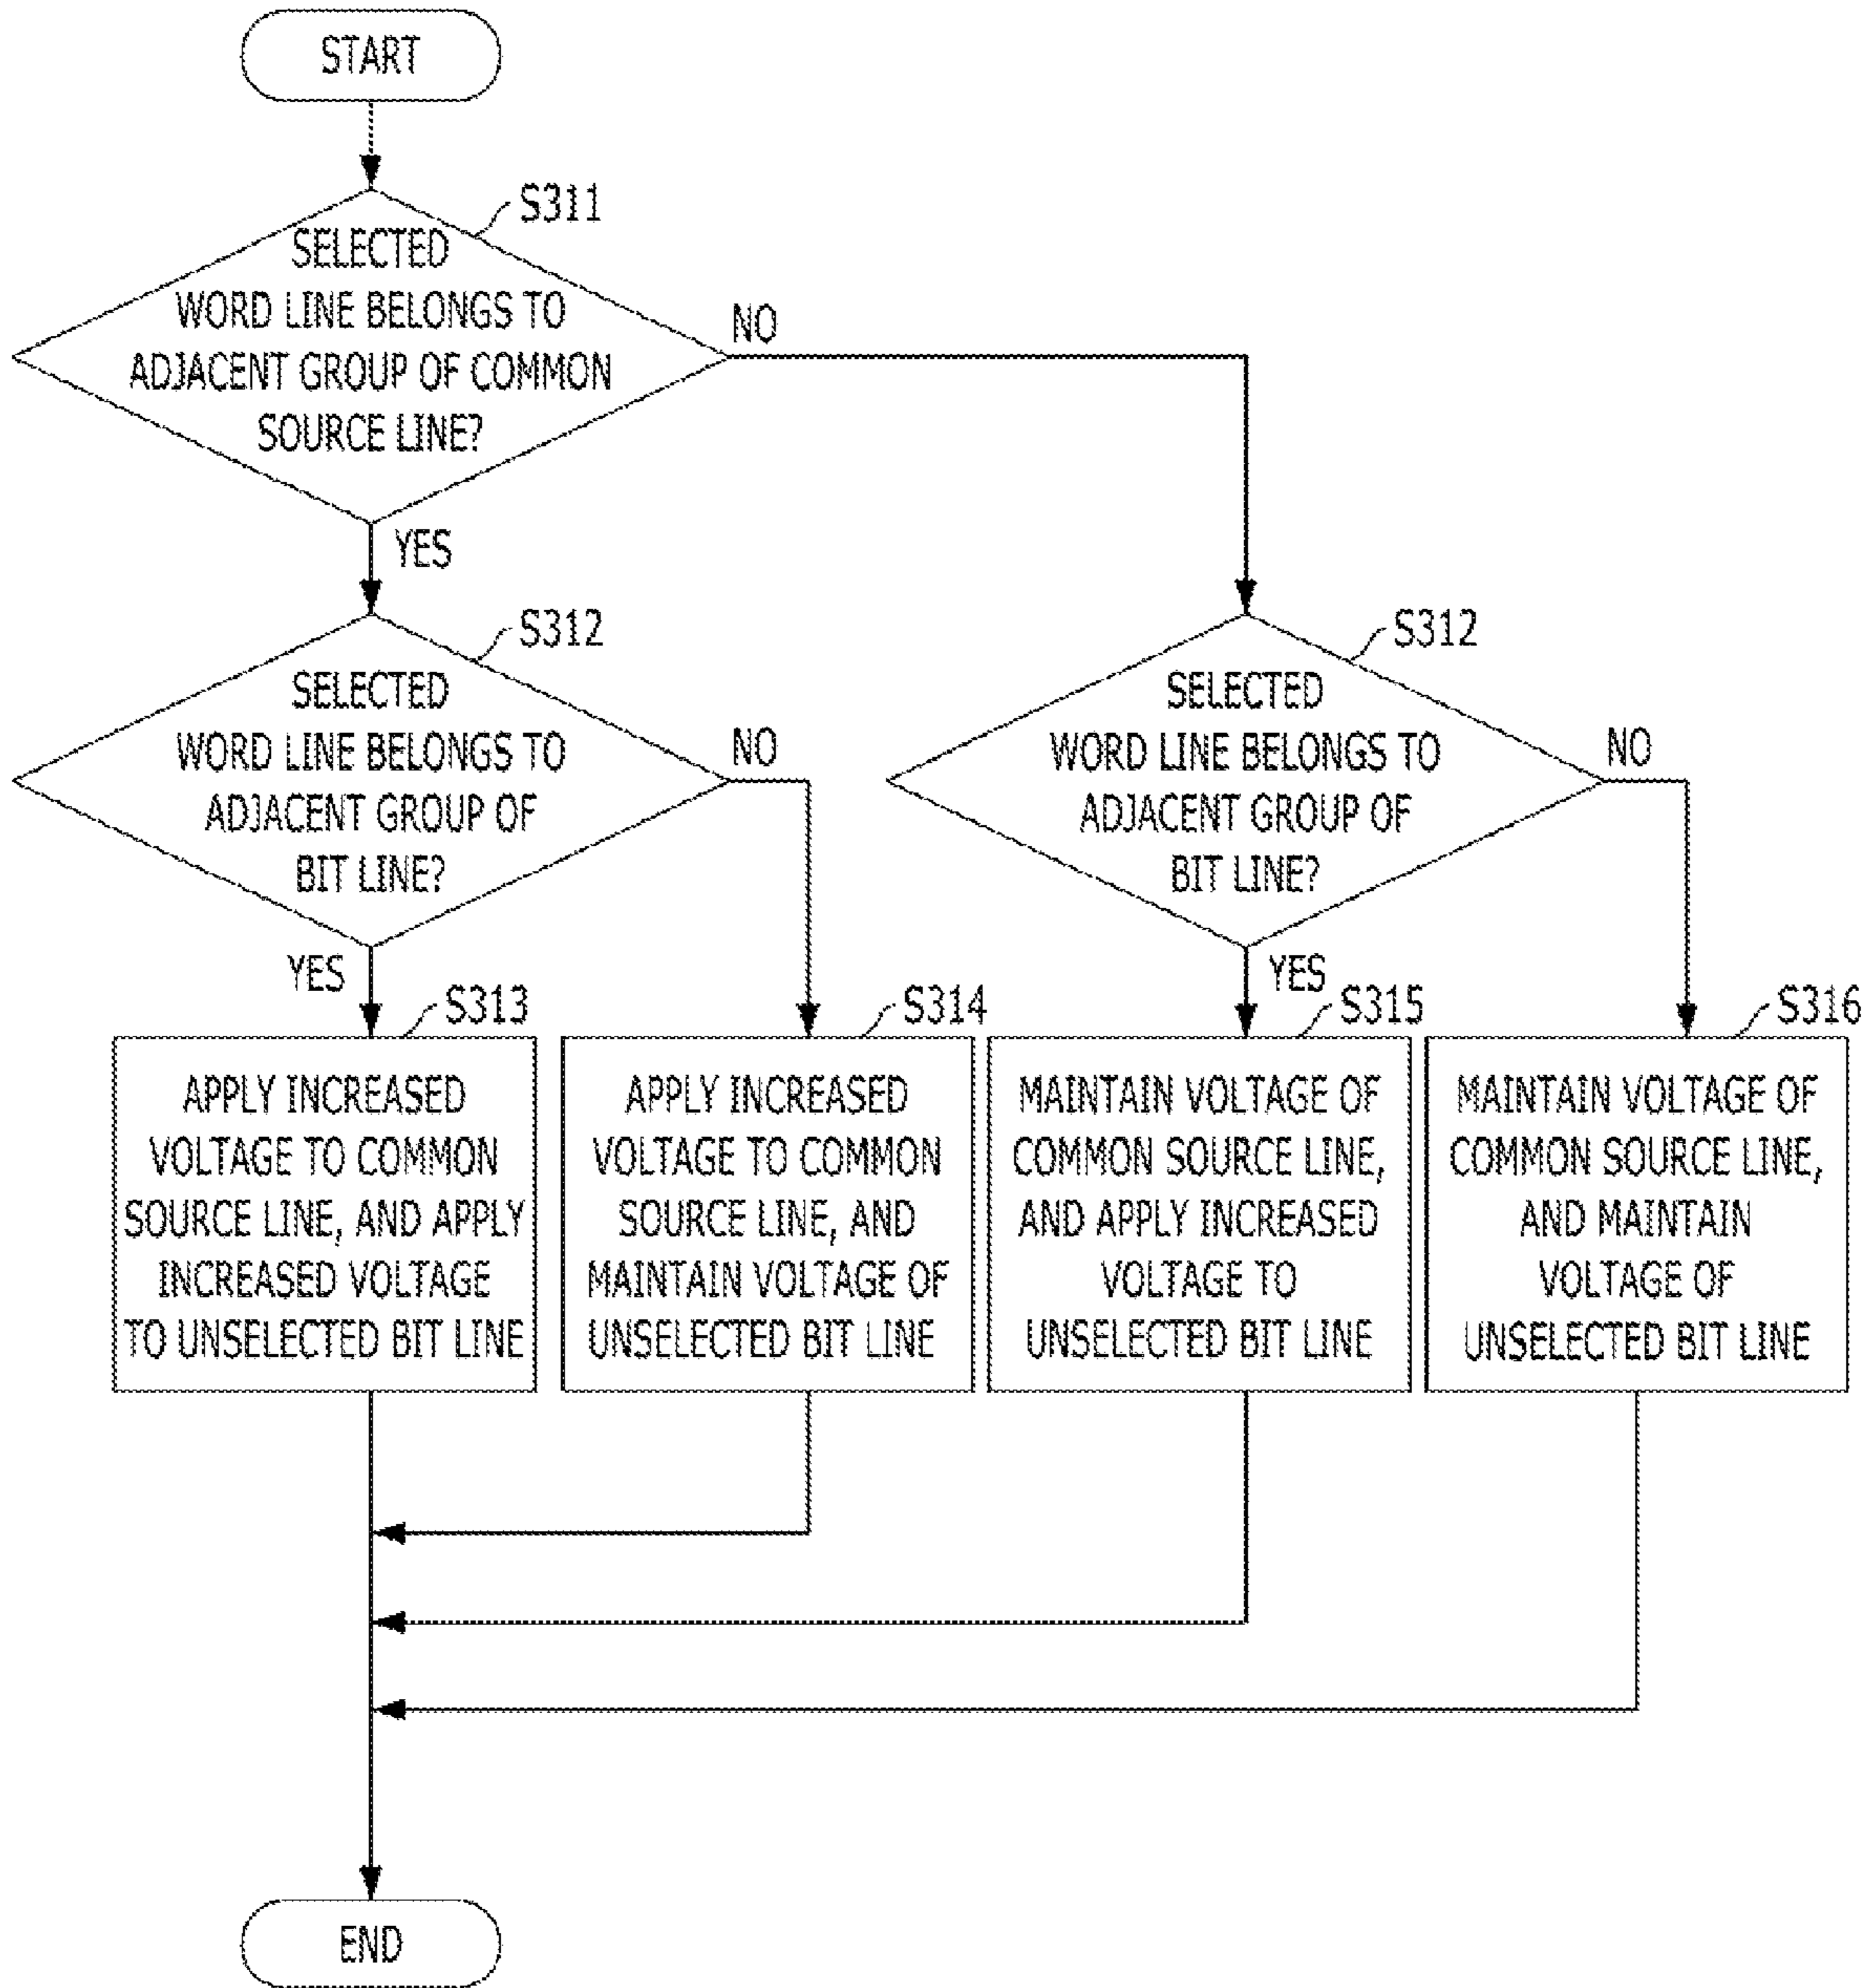 START
S311
SELECTED
WORD LINE BELONGS TO
ADJACENT GROUP OF COMMON
SOURCE LINE?
NO
YES
S312
SELECTED
WORD LINE BELONGS TO
ADJACENT GROUP OF
BIT LINE?
NO
YES
S312
SELECTED
WORD LINE BELONGS TO
ADJACENT GROUP OF
BIT LINE?
NO
YES
S313
APPLY INCREASED
VOLTAGE TO COMMON
SOURCE LINE, AND APPLY
INCREASED VOLTAGE
TO UNSELECTED BIT LINE
S314
APPLY INCREASED
VOLTAGE TO COMMON
SOURCE LINE, AND
MAINTAIN VOLTAGE OF
UNSELECTED BIT LINE
S315
MAINTAIN VOLTAGE OF
COMMON SOURCE LINE,
AND APPLY INCREASED
VOLTAGE TO
UNSELECTED BIT LINE
S316
MAINTAIN VOLTAGE OF
COMMON SOURCE LINE,
AND MAINTAIN
VOLTAGE OF
UNSELECTED BIT LINE
END